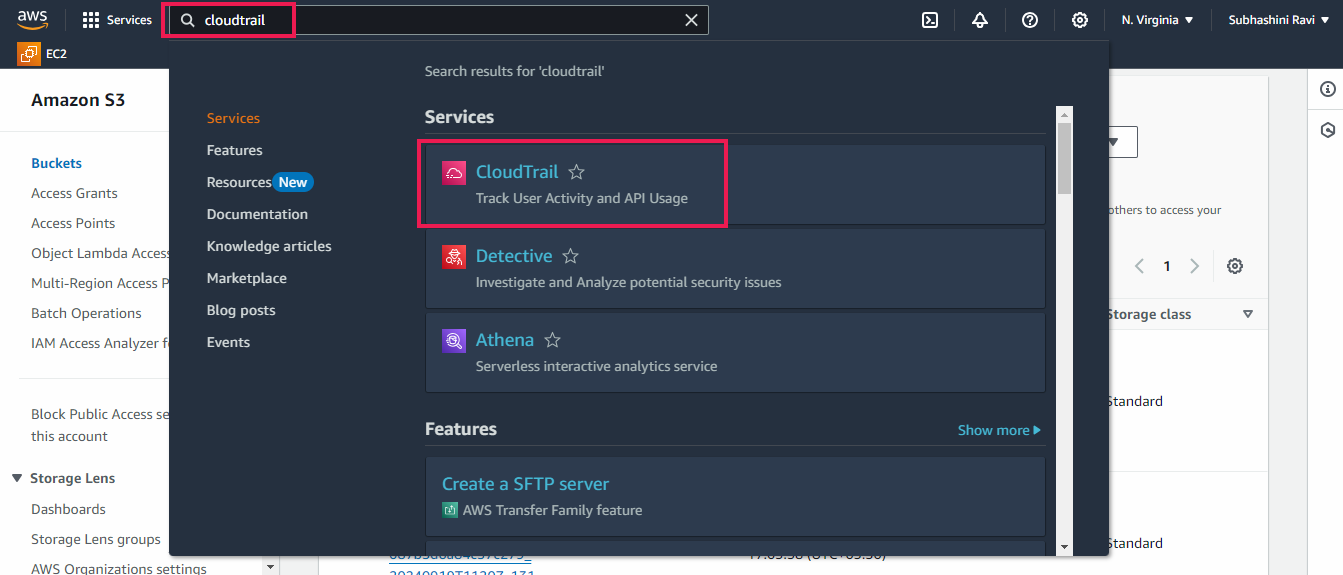 aws
Services
cloudtrail
N. Virginia
Subhashini Ravi
EC2
Search results for 'cloudtrail'
Amazon S3
Buckets
Access Grants
Access Points
Object Lambda Access
Multi-Region Access P
Batch Operations
IAM Access Analyzer fo
Block Public Access se
this account
Storage Lens
Dashboards
Storage Lens groups
AWS Organizations settings
Services
Features
Resources New
Documentation
Knowledge articles
Marketplace
Blog posts
Events
Services
CloudTrail
Track User Activity and API Usage
Detective
Investigate and Analyze potential security issues
Athena
Serverless interactive analytics service
Features
Show more
Create a SFTP server
AWS Transfer Family feature
others to access your
1
Storage class
Standard
Standard